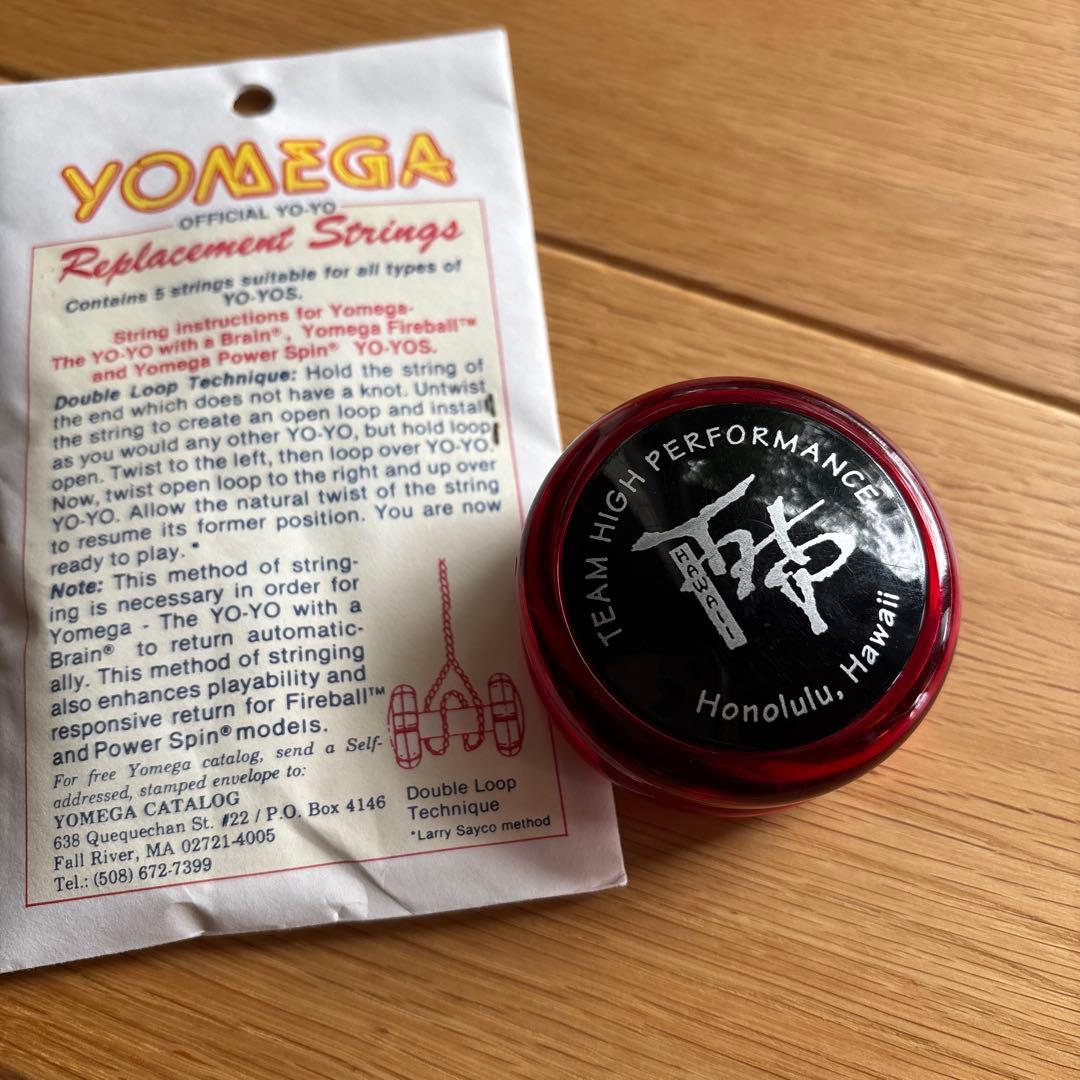 YOMEGA
OFFICIAL YO-YO
Replacement Strings
Contains 5 strings suitable for all types of
YO-YOS.
String instructions for Yomega-
The YO-YO with a Brain®, Yomega Fireball™
and Yomega Power Spin® YO-YOS.
Double Loop Technique: Hold the string of
the end which does not have a knot. Untwist
the string to create an open loop and install
as you would any other YO-YO, but hold loop
open. Twist to the left, then loop over YO-YO.
Now, twist open loop to the right and up over
YO-YO. Allow the natural twist of the string
to resume its former position. You are now
ready to play. *
Note: This method of string-
ing is necessary in order for
Yomega - The YO-YO with a
Brain® to return automatic-
ally. This method of stringing
also enhances playability and
responsive return for Fireball™
and Power Spin® models.
For free Yomega catalog, send a Self-
addressed, stamped envelope to:
YOMEGA CATALOG
638 Quequechan St. #22 / P.O. Box 4146
Fall River, MA 02721-4005
Tel.: (508) 672-7399
Double Loop
Technique
*Larry Sayco method
TEAM HIGH PERFORMANCE
HAWAII
Honolulu, Hawaii